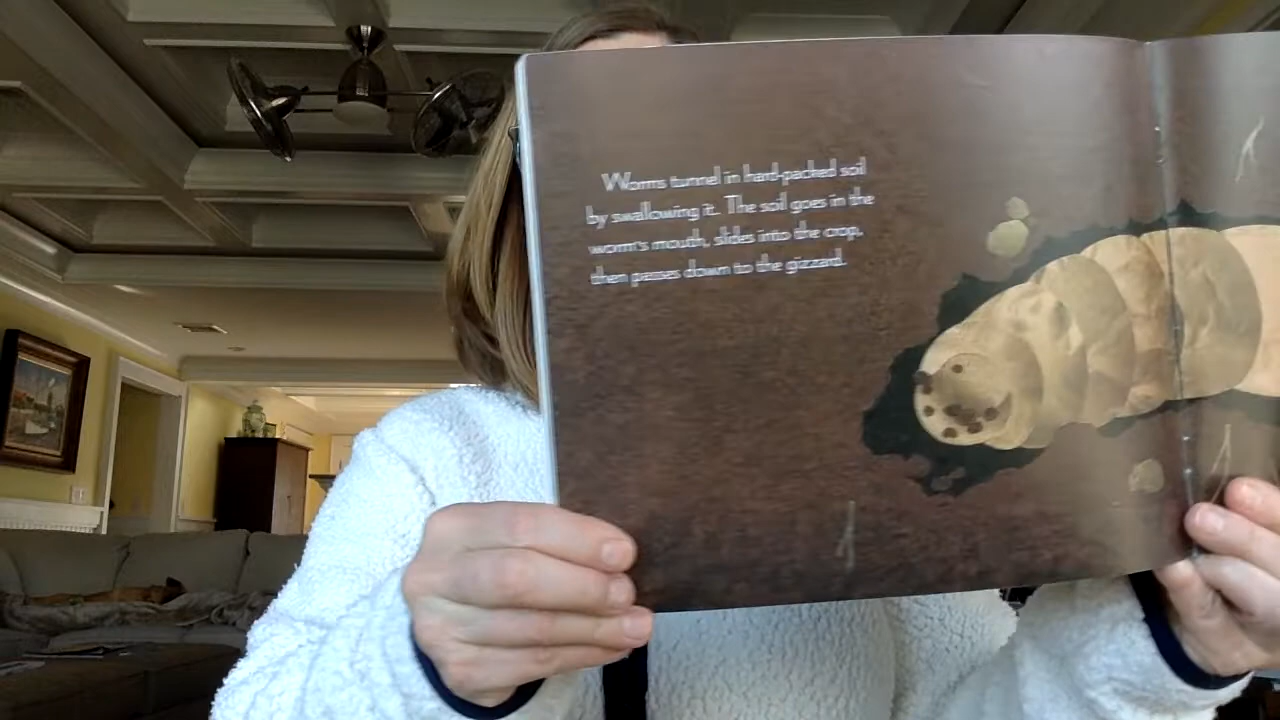 Worms tunnel in hard-packed soil
by swallowing it. The soil goes in the
worm's mouth, slides into the crop,
then passes down to the gizzard.